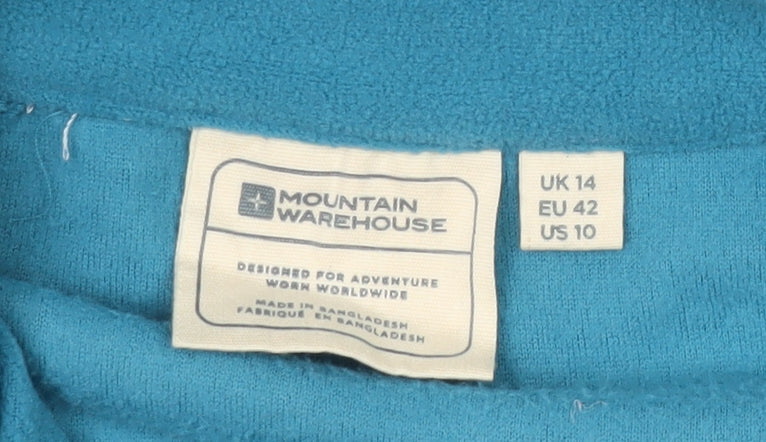 MOUNTAIN
WAREHOUSE
DESIGNED FOR ADVENTURE
WORN WORLDWIDE
MADE IN BANGLADESH
FABRIQUÉ EN BANGLADESH
UK 14
EU 42
US 10